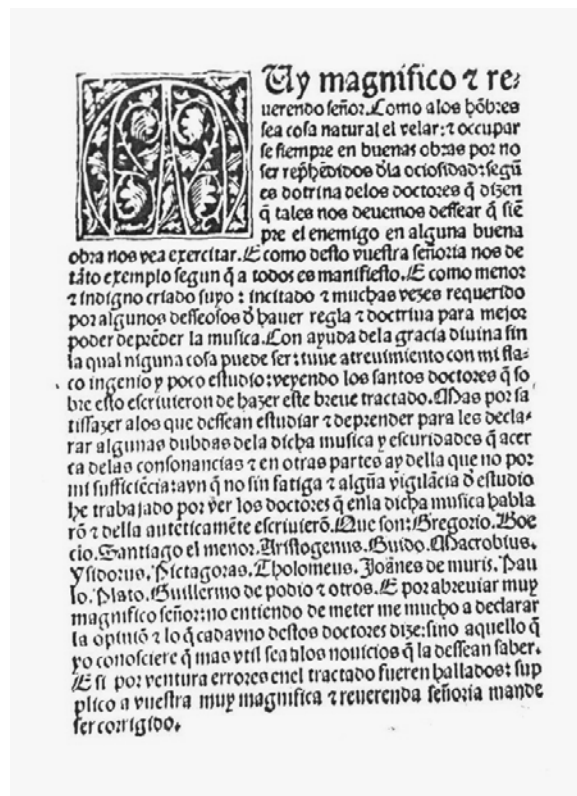 MUy magnifico ⁊ re⸗
uerendo señor. Como alos hõbres
sea cosa natural el velar: ⁊ occupar
se siempre en buenas obras por no
ser rep̃hẽdidos đla ociosidad: segũ
es dotrina delos doctores q̃ dizen
q̃ tales nos deuemos dessear q̃ siẽ
pre el enemigo en alguna buena
obra nos vea exercitar. E como desto vuestra señoria nos de
tãto exemplo segun q̃ a todos es manifiesto. E como menor
⁊ indigno criado suyo : incitado ⁊ muchas vezes requerido
por algunos desseosos đ hauer regla ⁊ doctrina para mejor
poder deprẽder la musica. Con ayuda dela gracia diuina sin
la qual niguna cosa puede ser: tuue atreuimiento con mi fla⸗
co ingenio y poco estudio: veyendo los santos doctores q̃ so
bre esto escriuieron de hazer este breue tractado. Mas por sa
tissazer alos que dessean estudiar ⁊ deprender para les decla⸗
rar algunas dubdas dela dicha musica y escuridades q̃ acer
ca delas consonancias ⁊ en otras partes ay della que no por
mi sufficiẽcia: avn q̃ no sin fatiga ⁊ algũa vigilãcia đ estudio
he trabajado por ver los doctores q̃ enla dicha musica habla
rõ ⁊ della autẽticamẽte escriuierõ. Que son: Gregorio. Boe
cio. Santiago el menor. Aristogenus. Guido. Macrobius.
Ysidorus. Pictagoras. Tholomeus. Joãnes de muris. Pau
lo. Plato. Guillermo de podio ⁊ otros. E por abreuiar muy
magnifico señor: no entiendo de meter me mucho a declarar
la opiniõ ⁊ lo q̃ cadavno destos doctores dize: sino aquello q̃
yo conosciere q̃ mas vtil sea alos nouicios q̃ la dessean saber.
E si por ventura errores enel tractado fueren hallados: sup
plico a vuestra muy magnifica ⁊ reuerenda señoria mande
ser corrigido.